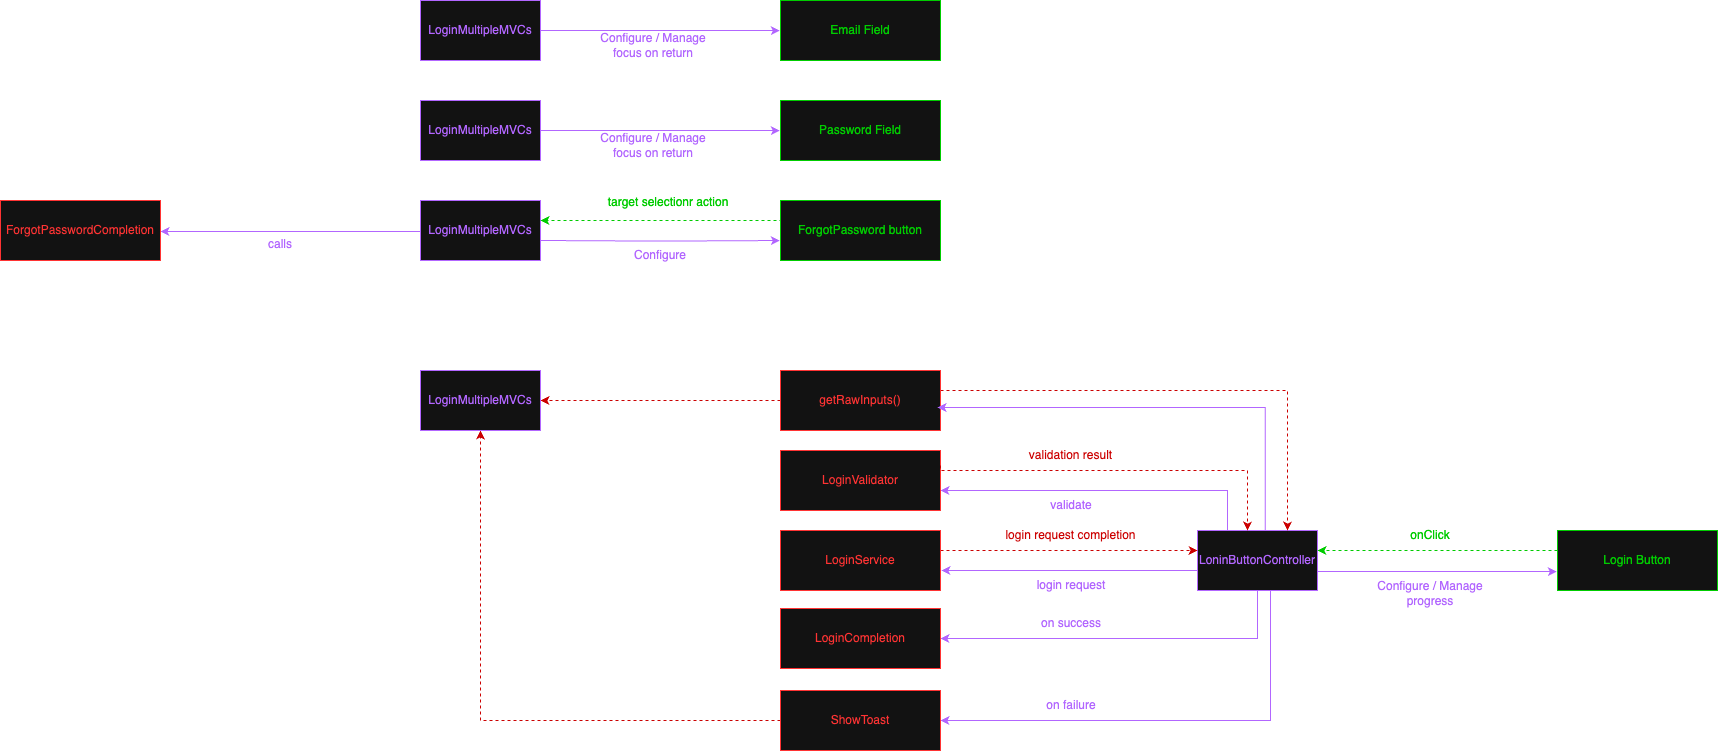 LoginMultipleMVCs
Configure / Manage
focus on return
Email Field
LoginMultipleMVCs
Configure / Manage
focus on return
Password Field
ForgotPasswordCompletion
calls
LoginMultipleMVCs
target selectionr action
Configure
ForgotPassword button
LoginMultipleMVCs
getRawInputs()
LoginValidator
validation result
validate
LoginService
login request completion
login request
LoninButtonController
onClick
Configure / Manage
progress
Login Button
LoginCompletion
on success
ShowToast
on failure